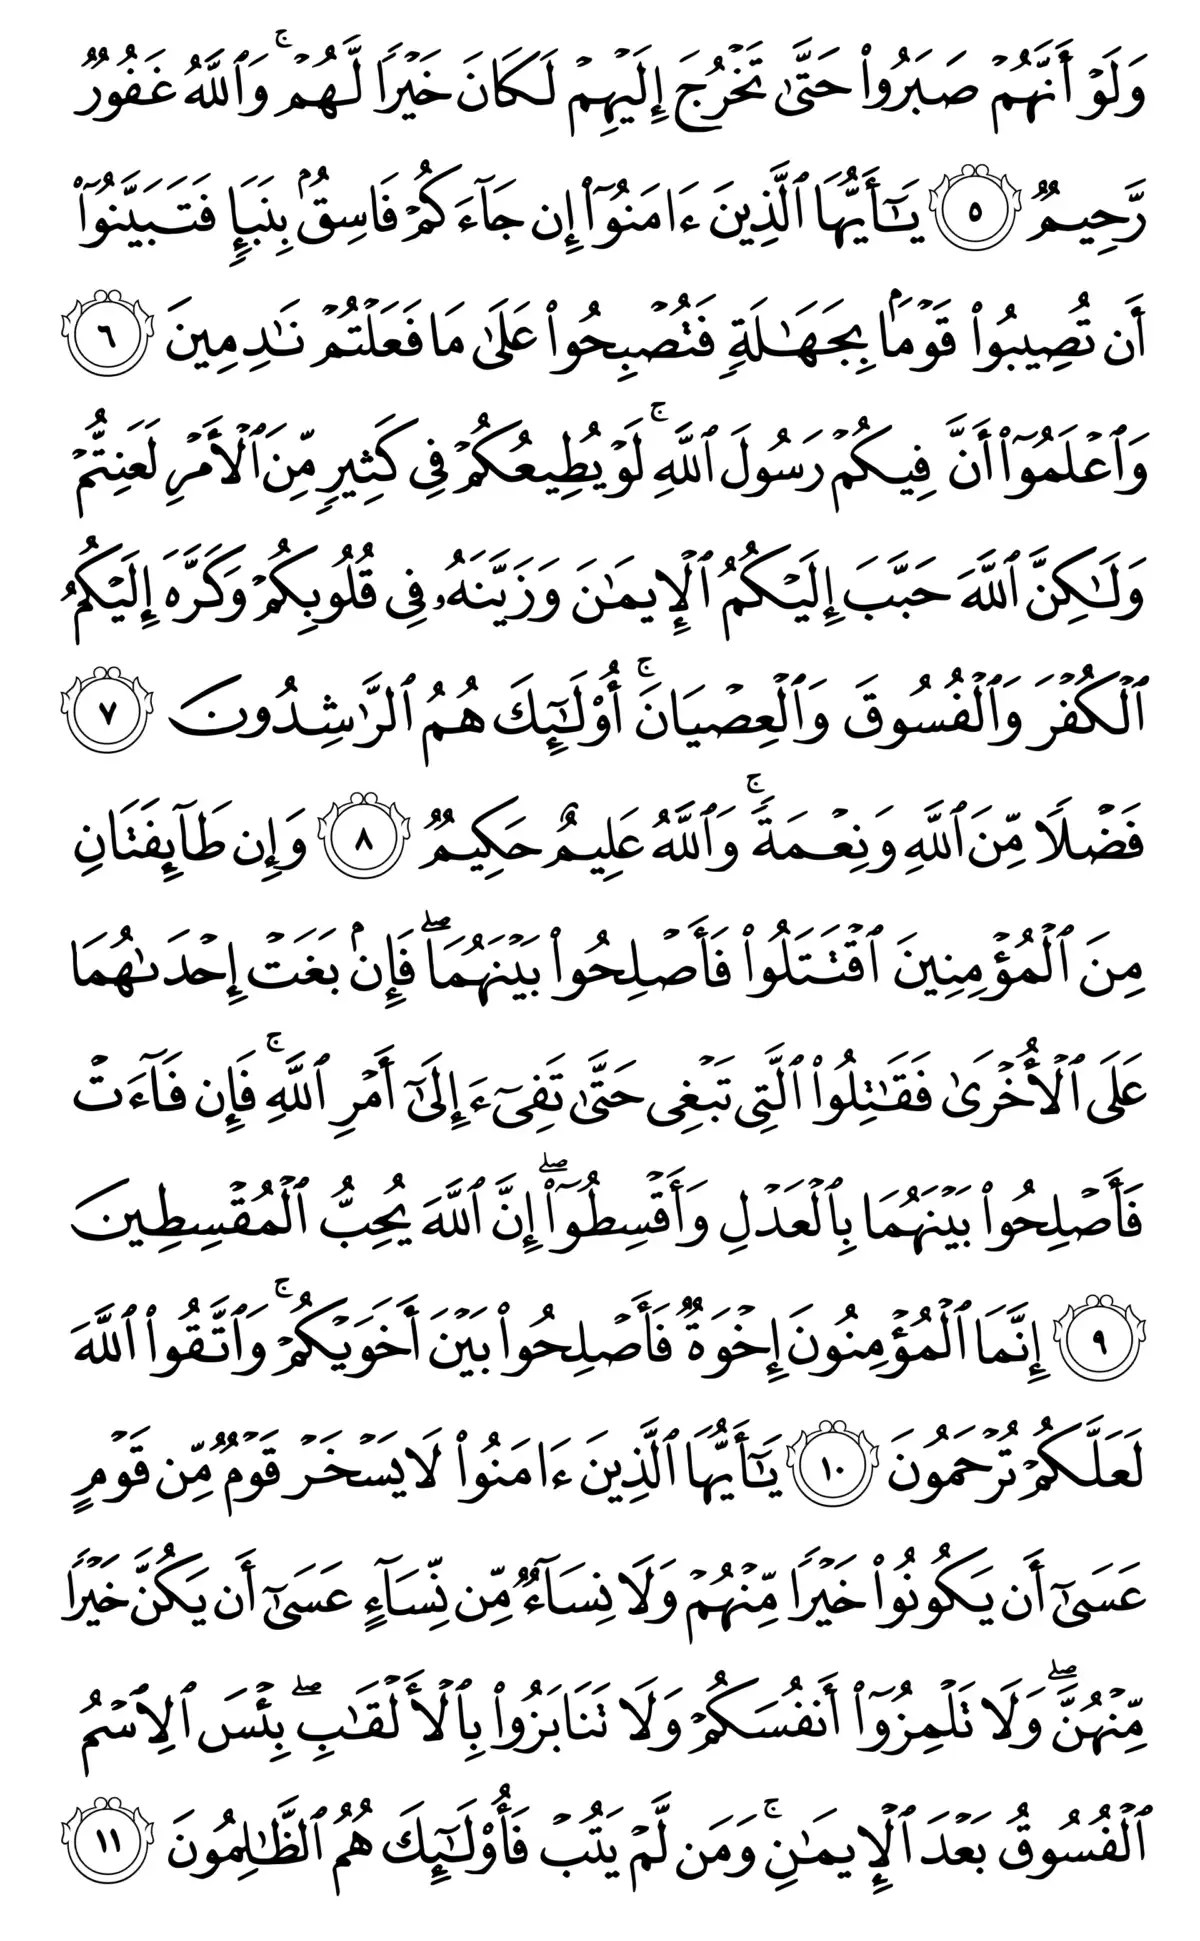 وَلَوْ أَنَّهُمْ صَبَرُوا۟ حَتَّىٰ تَخْرُجَ إِلَيْهِمْ لَكَانَ خَيْرًا لَّهُمْ ۚ وَٱللَّهُ غَفُورٌ
رَّحِيمٌ ٥ يَـٰٓأَيُّهَا ٱلَّذِينَ ءَامَنُوٓا۟ إِن جَآءَكُمْ فَاسِقٌۢ بِنَبَإٍ فَتَبَيَّنُوٓا۟
أَن تُصِيبُوا۟ قَوْمًۢا بِجَهَـٰلَةٍ فَتُصْبِحُوا۟ عَلَىٰ مَا فَعَلْتُمْ نَـٰدِمِينَ ٦
وَٱعْلَمُوٓا۟ أَنَّ فِيكُمْ رَسُولَ ٱللَّهِ ۚ لَوْ يُطِيعُكُمْ فِى كَثِيرٍ مِّنَ ٱلْأَمْرِ لَعَنِتُّمْ
وَلَـٰكِنَّ ٱللَّهَ حَبَّبَ إِلَيْكُمُ ٱلْإِيمَـٰنَ وَزَيَّنَهُۥ فِى قُلُوبِكُمْ وَكَرَّهَ إِلَيْكُمُ
ٱلْكُفْرَ وَٱلْفُسُوقَ وَٱلْعِصْيَانَ ۚ أُو۟لَـٰٓئِكَ هُمُ ٱلرَّٰشِدُونَ ٧
فَضْلًا مِّنَ ٱللَّهِ وَنِعْمَةً ۚ وَٱللَّهُ عَلِيمٌ حَكِيمٌ ٨ وَإِن طَآئِفَتَانِ
مِنَ ٱلْمُؤْمِنِينَ ٱقْتَتَلُوا۟ فَأَصْلِحُوا۟ بَيْنَهُمَا ۖ فَإِنۢ بَغَتْ إِحْدَىٰهُمَا
عَلَى ٱلْأُخْرَىٰ فَقَـٰتِلُوا۟ ٱلَّتِى تَبْغِى حَتَّىٰ تَفِىٓءَ إِلَىٰٓ أَمْرِ ٱللَّهِ ۚ فَإِن فَآءَتْ
فَأَصْلِحُوا۟ بَيْنَهُمَا بِٱلْعَدْلِ وَأَقْسِطُوٓا۟ ۖ إِنَّ ٱللَّهَ يُحِبُّ ٱلْمُقْسِطِينَ
٩ إِنَّمَا ٱلْمُؤْمِنُونَ إِخْوَةٌ فَأَصْلِحُوا۟ بَيْنَ أَخَوَيْكُمْ ۚ وَٱتَّقُوا۟ ٱللَّهَ
لَعَلَّكُمْ تُرْحَمُونَ ١٠ يَـٰٓأَيُّهَا ٱلَّذِينَ ءَامَنُوا۟ لَا يَسْخَرْ قَوْمٌ مِّن قَوْمٍ
عَسَىٰٓ أَن يَكُونُوا۟ خَيْرًا مِّنْهُمْ وَلَا نِسَآءٌ مِّن نِّسَآءٍ عَسَىٰٓ أَن يَكُنَّ خَيْرًا
مِّنْهُنَّ ۖ وَلَا تَلْمِزُوٓا۟ أَنفُسَكُمْ وَلَا تَنَابَزُوا۟ بِٱلْأَلْقَـٰبِ ۖ بِئْسَ ٱلِٱسْمُ
ٱلْفُسُوقُ بَعْدَ ٱلْإِيمَـٰنِ ۚ وَمَن لَّمْ يَتُبْ فَأُو۟لَـٰٓئِكَ هُمُ ٱلظَّـٰلِمُونَ ١١